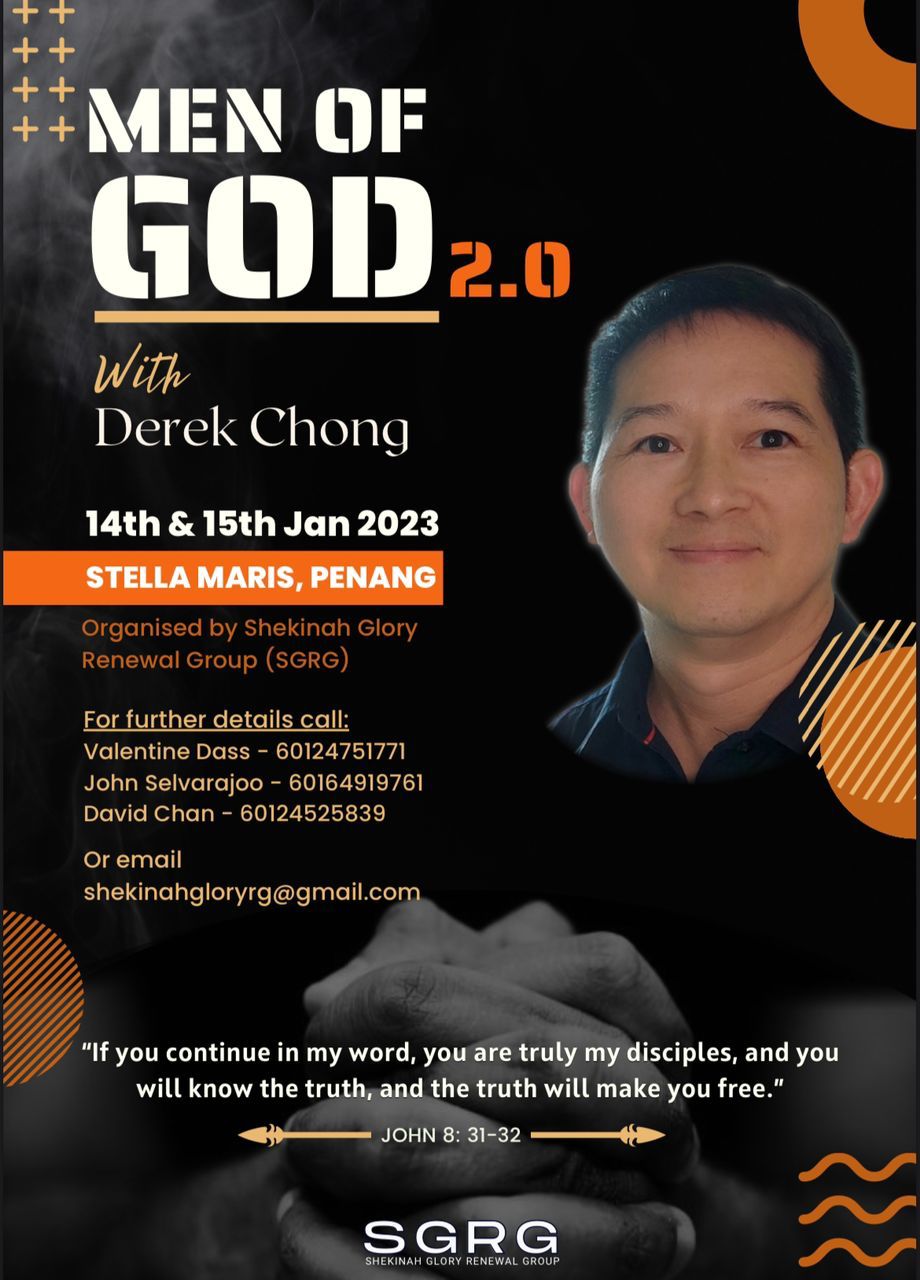 MEN OF
GOD 2.0
With
Derek Chong
14th & 15th Jan 2023
STELLA MARIS, PENANG
Organised by Shekinah Glory
Renewal Group (SGRG)
For further details call:
Valentine Dass - 60124751771
John Selvarajoo - 60164919761
David Chan - 60124525839
Or email
shekinahgloryrg@gmail.com
"If you continue in my word, you are truly my disciples, and you
will know the truth, and the truth will make you free."
JOHN 8: 31-32
SGRG
SHEKINAH GLORY RENEWAL GROUP